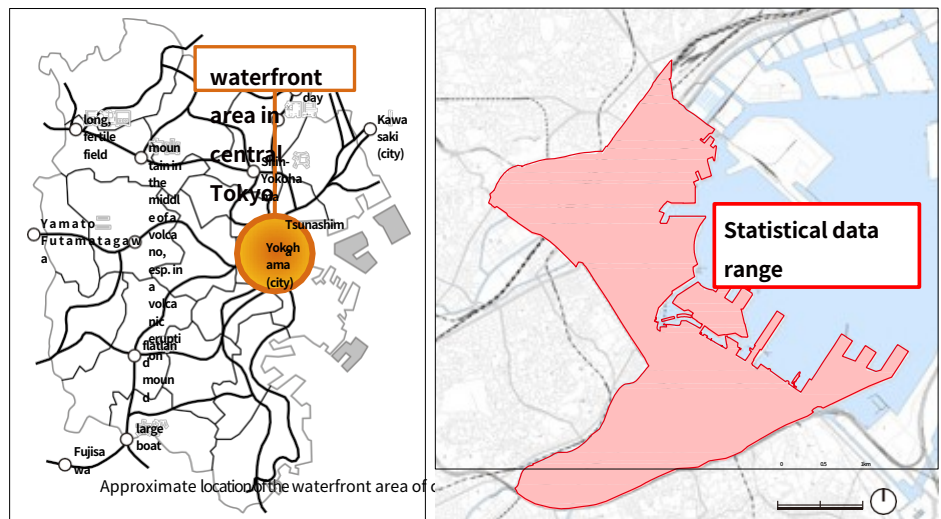 waterfront
area in
central
Tokyo
day
long,
fertile
field
Kawa
saki
(city)
moun
tain in
the
middl
e of a
volca
no,
esp. in
a
volca
nic
erupti
on
Shin-
Yokoha
ma
Tsunashim
a
Yokoh
ama
(city)
Yamato
Futamatagaw
a
flatlan
d
moun
d
large
boat
Fujisa
wa
Approximate location of the waterfront area of c
Statistical data
range
0 0.5 1km